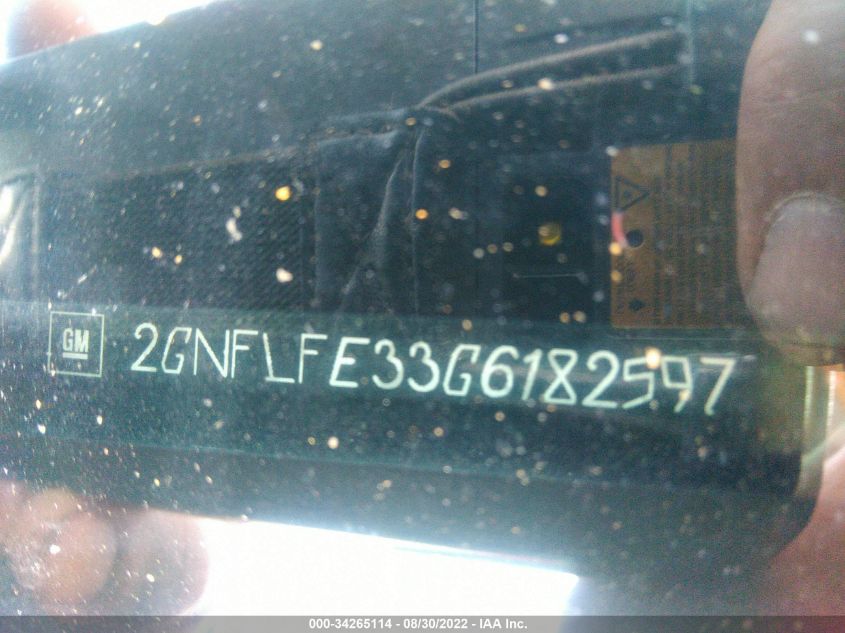 GM 2GNFLFE33G6182597
000-34265114 - 08/30/2022 - IAA Inc.